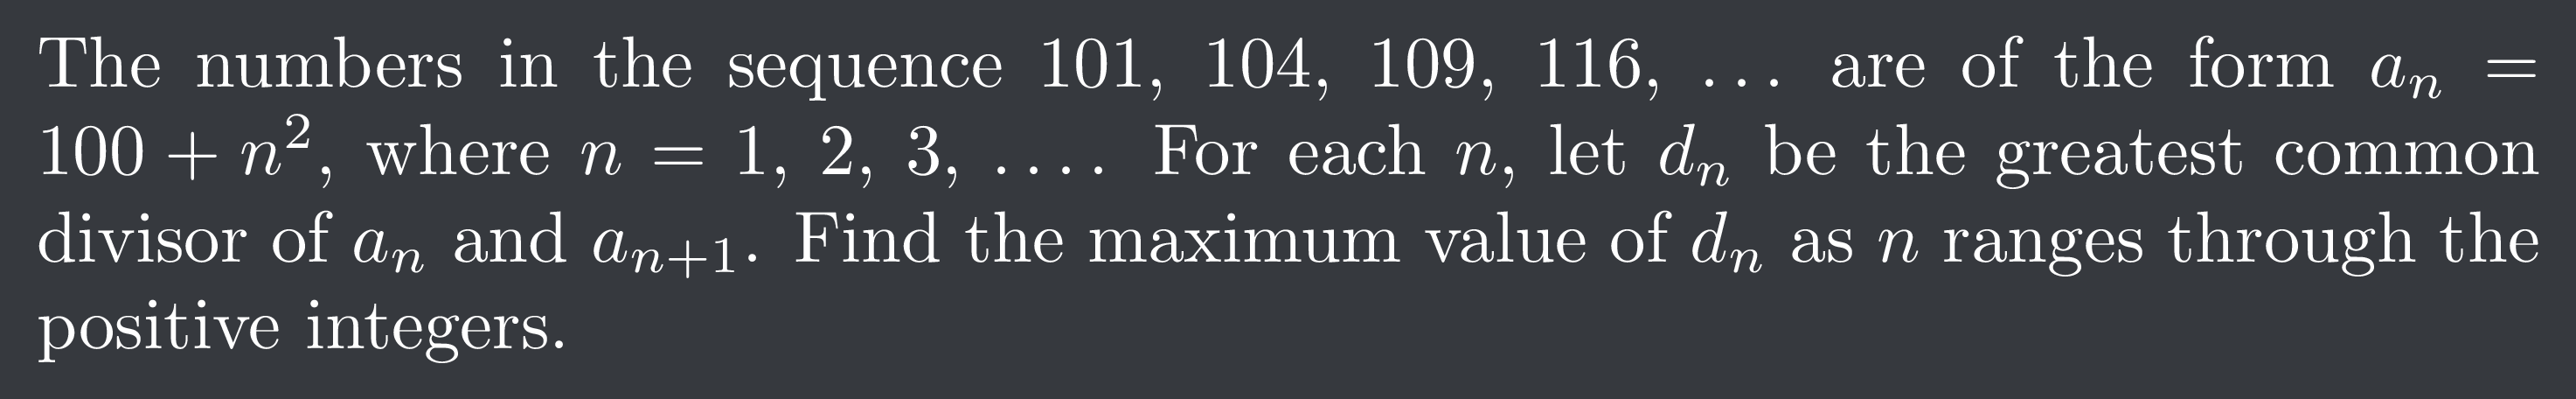 The numbers in the sequence 101, 104, 109, 116, ... are of the form aₙ =
100 + n², where n = 1, 2, 3, .... For each n, let dₙ be the greatest common
divisor of aₙ and aₙ₊₁. Find the maximum value of dₙ as n ranges through the
positive integers.